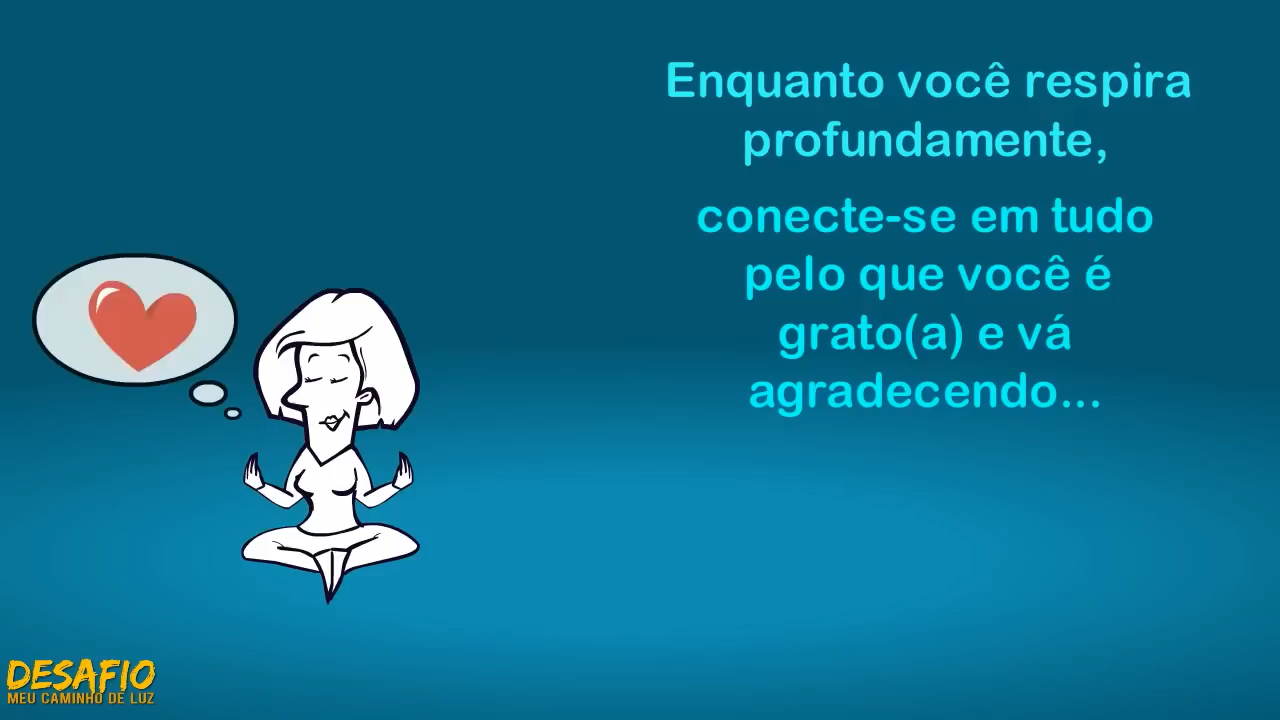 Enquanto você respira
profundamente,
conecte-se em tudo
pelo que você é
grato(a) e vá
agradecendo...
DESAFIO
MEU CAMINHO DE LUZ